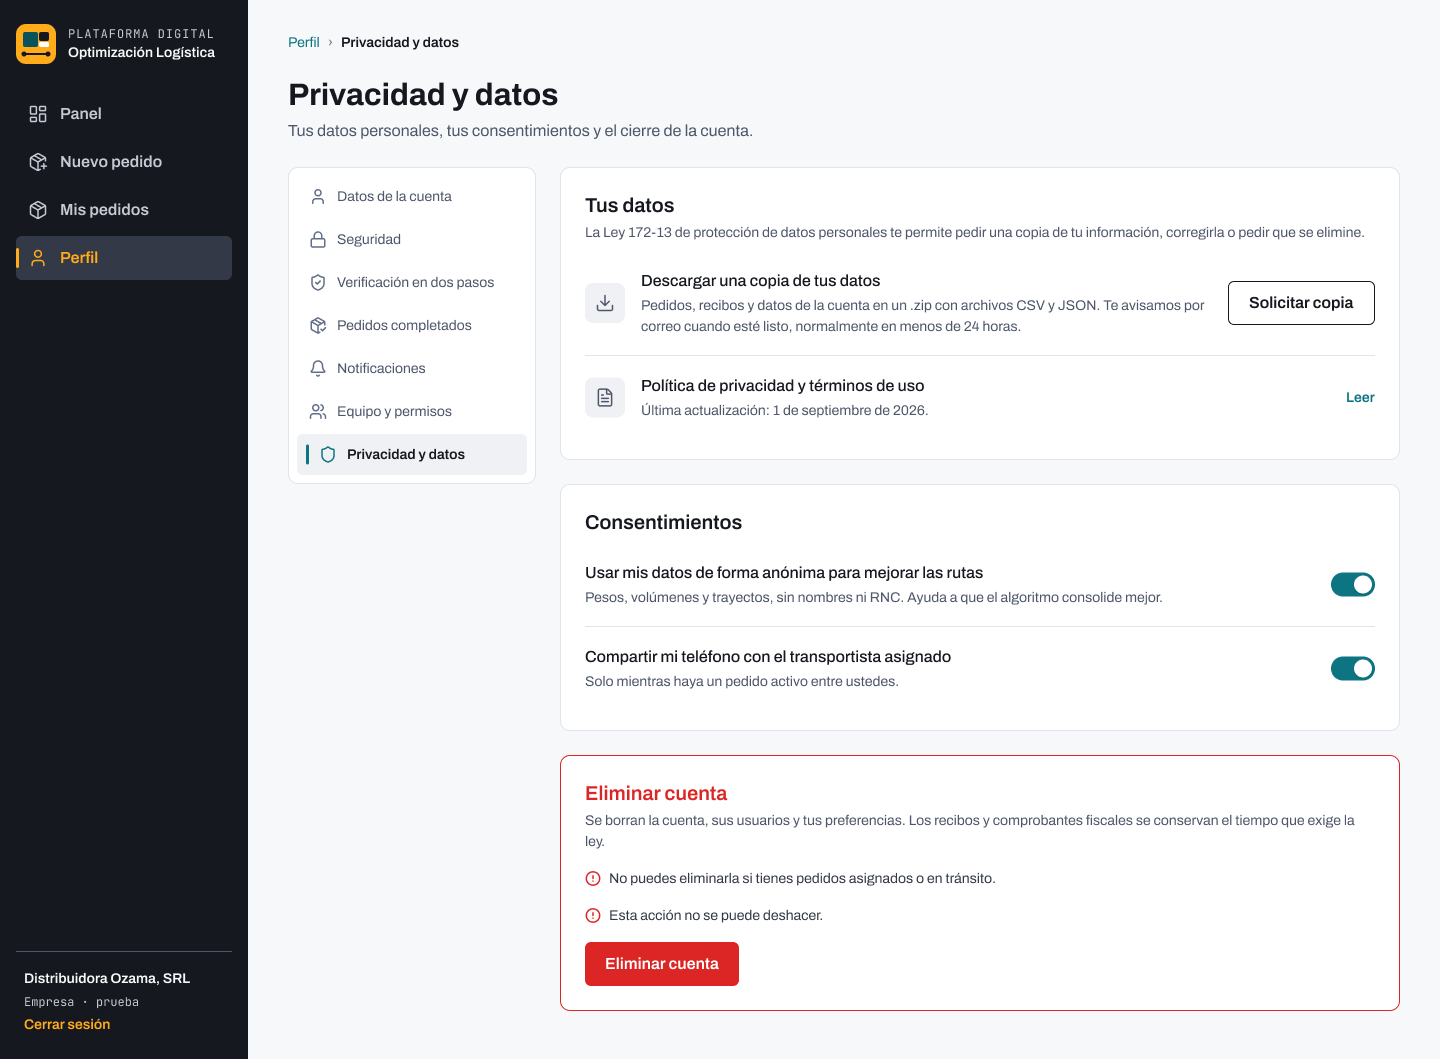 PLATAFORMA DIGITAL
Optimización Logística
Panel
Nuevo pedido
Mis pedidos
Perfil
Distribuidora Ozama, SRL
Empresa · prueba
Cerrar sesión
Perfil › Privacidad y datos
Privacidad y datos
Tus datos personales, tus consentimientos y el cierre de la cuenta.
Datos de la cuenta
Seguridad
Verificación en dos pasos
Pedidos completados
Notificaciones
Equipo y permisos
Privacidad y datos
Tus datos
La Ley 172-13 de protección de datos personales te permite pedir una copia de tu información, corregirla o pedir que se elimine.
Descargar una copia de tus datos
Pedidos, recibos y datos de la cuenta en un .zip con archivos CSV y JSON. Te avisamos por
correo cuando esté listo, normalmente en menos de 24 horas.
Solicitar copia
Política de privacidad y términos de uso
Última actualización: 1 de septiembre de 2026.
Leer
Consentimientos
Usar mis datos de forma anónima para mejorar las rutas
Pesos, volúmenes y trayectos, sin nombres ni RNC. Ayuda a que el algoritmo consolide mejor.
Compartir mi teléfono con el transportista asignado
Solo mientras haya un pedido activo entre ustedes.
Eliminar cuenta
Se borran la cuenta, sus usuarios y tus preferencias. Los recibos y comprobantes fiscales se conservan el tiempo que exige la
ley.
No puedes eliminarla si tienes pedidos asignados o en tránsito.
Esta acción no se puede deshacer.
Eliminar cuenta